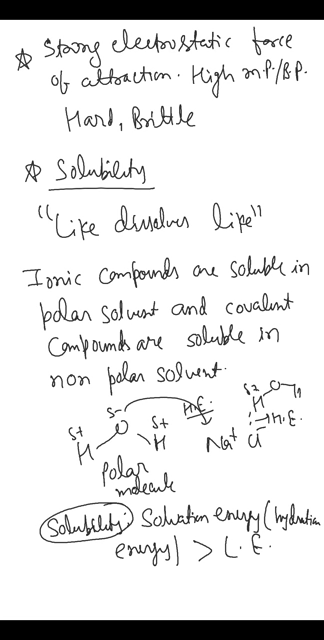 ☆ Strong electrostatic force
of attraction. High m.P./B.P.
Hard, Brittle
☆ Solubility
"Like dissolves like"
Ionic compounds are soluble in
polar solvent and covalent
compounds are soluble in
non polar solvent.
δ+ H O δ- H δ+
H.E.
Na+ Cl-
H O H
→ H.E.
Polar
molecule
Solubility: Solvation energy (hydration
energy) > L.E.